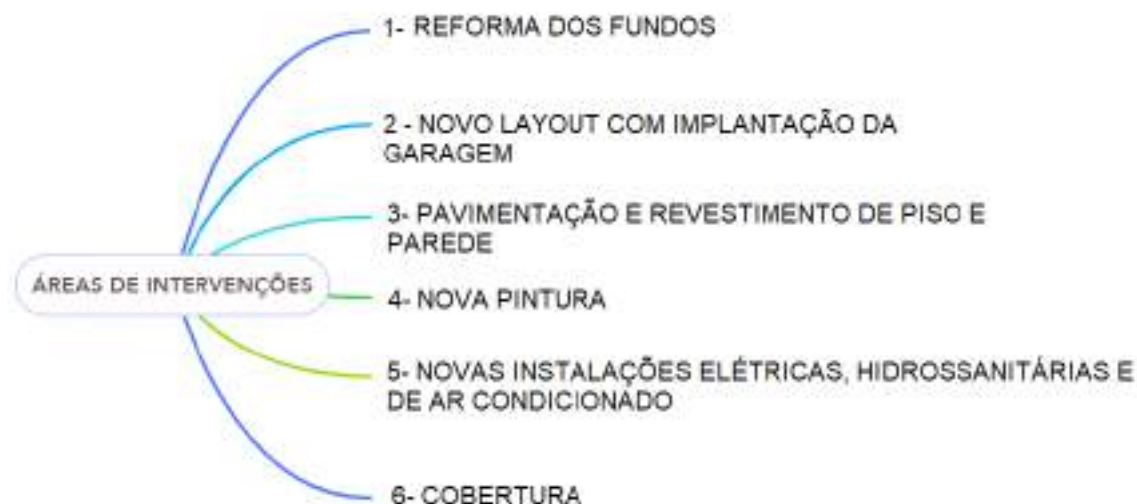 1- REFORMA DOS FUNDOS
2 - NOVO LAYOUT COM IMPLANTAÇÃO DA
GARAGEM
3- PAVIMENTAÇÃO E REVESTIMENTO DE PISO E
PAREDE
ÁREAS DE INTERVENÇÕES
4- NOVA PINTURA
5- NOVAS INSTALAÇÕES ELÉTRICAS, HIDROSSANITÁRIAS E
DE AR CONDICIONADO
6- COBERTURA